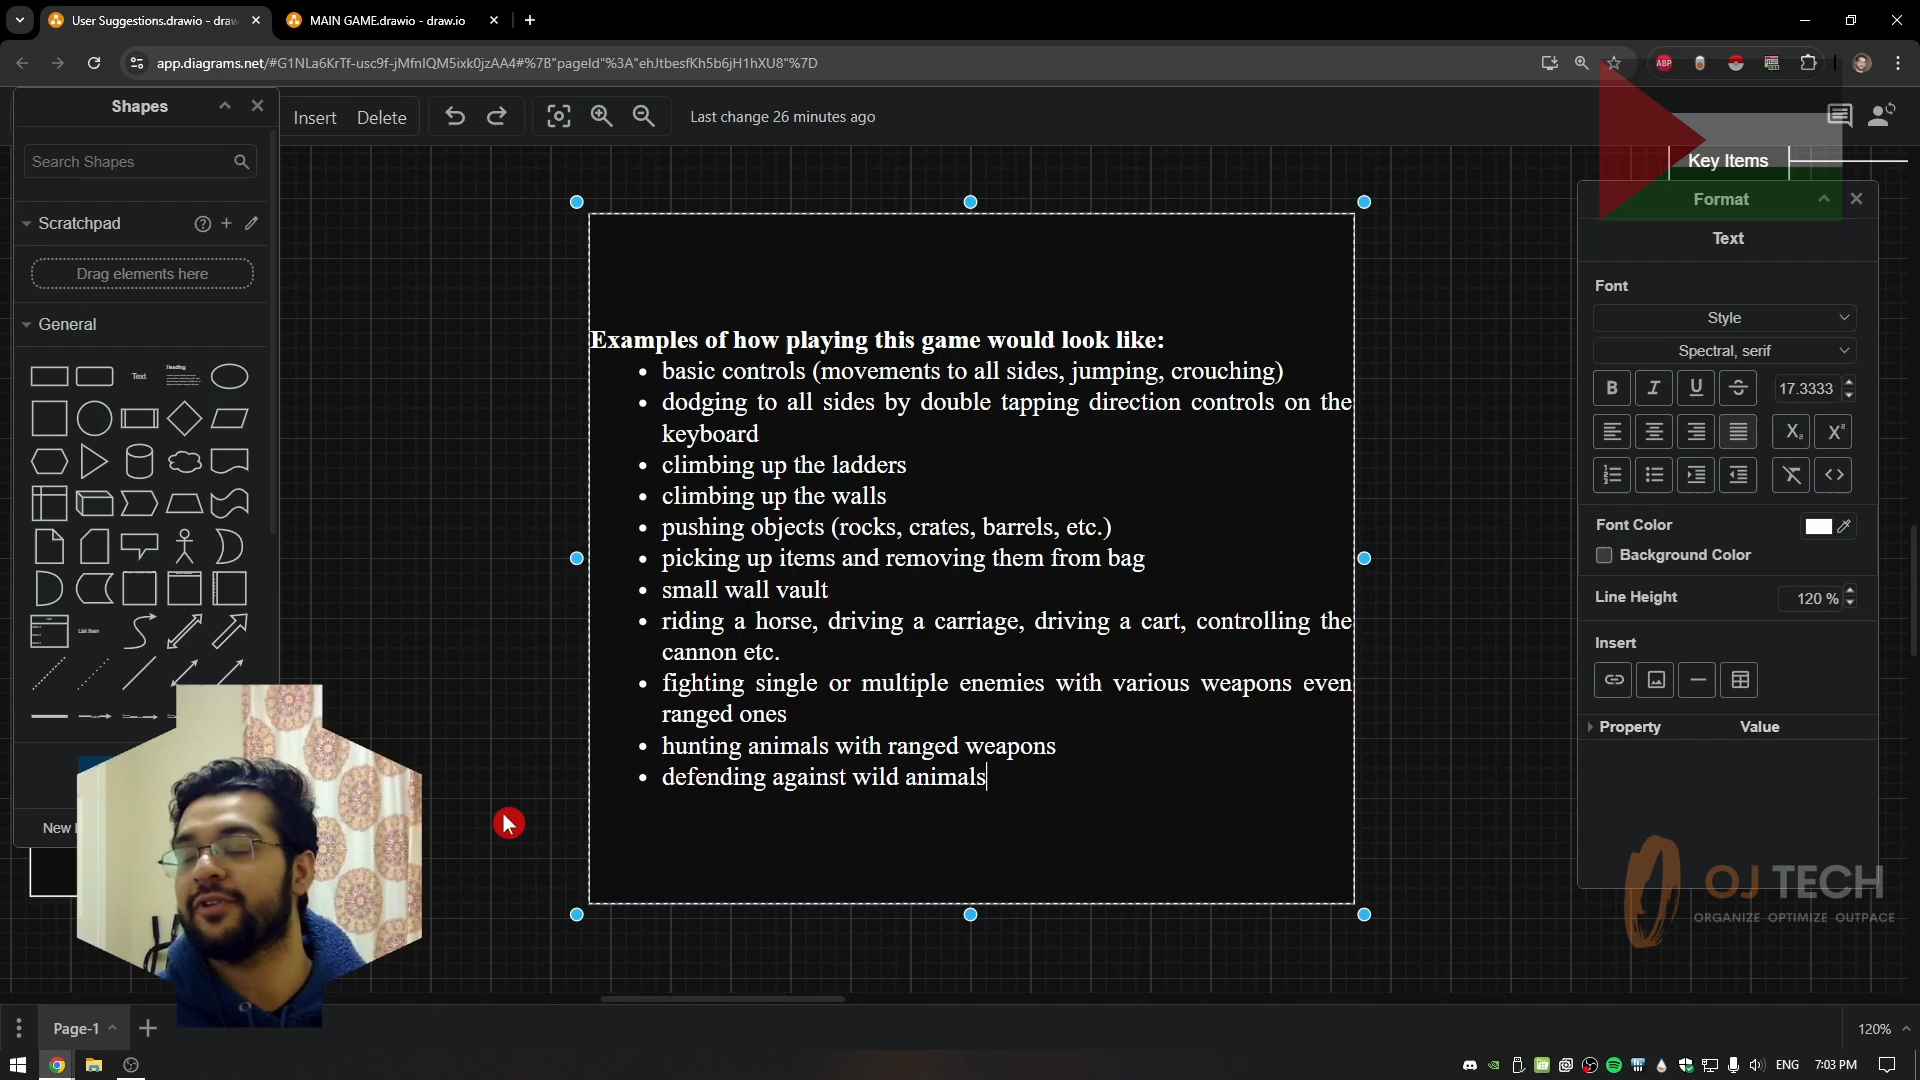 User Suggestions.drawio - draw
MAIN GAME.drawio - draw.io
app.diagrams.net/#G1NLa6KrTf-usc9f-jMfnIQM5ixk0jzAA4#%7B"pageId"%3A"ehJtbesfKh5b6jH1hXU8"%7D
ABP
Shapes
Insert
Delete
Last change 26 minutes ago
Search Shapes
Key Items
Scratchpad
Format
Drag elements here
Text
General
Font
Style
Examples of how playing this game would look like:
Spectral, serif
basic controls (movements to all sides, jumping, crouching)
Text
Heading
B I U S 17.3333
dodging to all sides by double tapping direction controls on the
keyboard
climbing up the ladders
climbing up the walls
pushing objects (rocks, crates, barrels, etc.)
Font Color
picking up items and removing them from bag
Background Color
small wall vault
Line Height
120 %
riding a horse, driving a carriage, driving a cart, controlling the
List Item
cannon etc.
Insert
fighting single or multiple enemies with various weapons even
ranged ones
Property
Value
hunting animals with ranged weapons
defending against wild animals
New
OJ TECH
ORGANIZE OPTIMIZE OUTPACE
Page-1
120%
ENG
7:03 PM